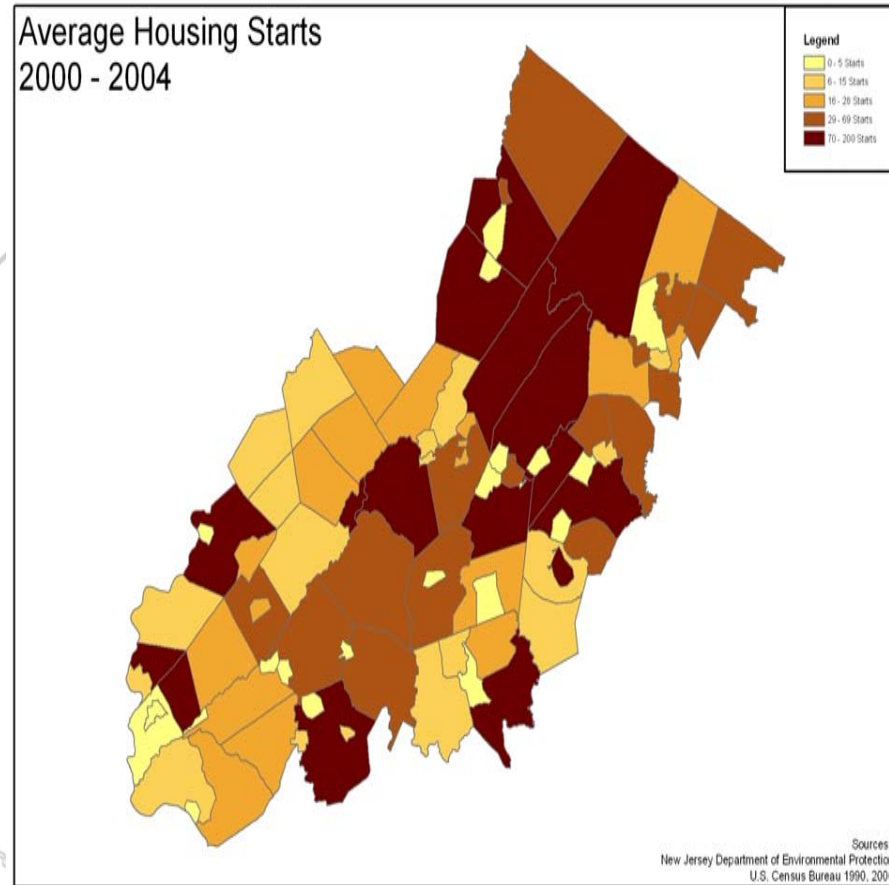 Average Housing Starts
2000 - 2004
Legend
0 - 5 Starts
6 - 15 Starts
16 - 28 Starts
29 - 69 Starts
70 - 200 Starts
Sources
New Jersey Department of Environmental Protectio
U.S. Census Bureau 1990, 200